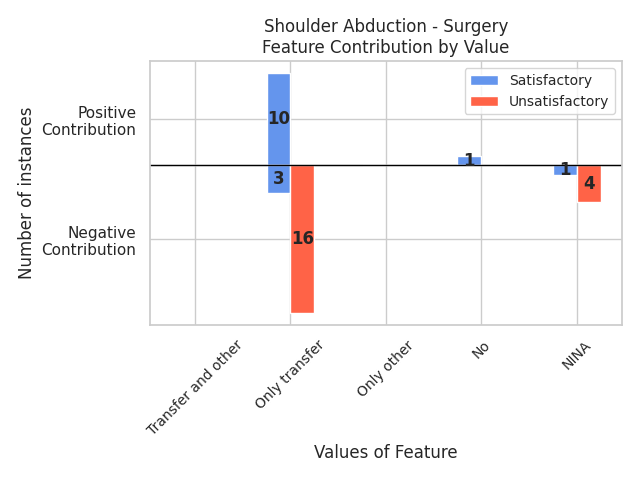 Shoulder Abduction - Surgery
Feature Contribution by Value
Satisfactory
Unsatisfactory
Number of instances
Positive
Contribution
Negative
Contribution
10
3
16
1
1
4
Transfer and other
Only transfer
Only other
No
NINA
Values of Feature